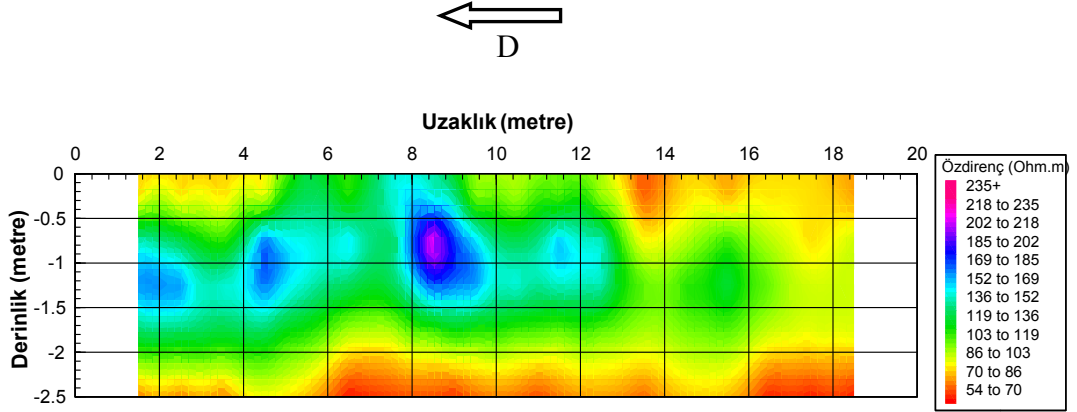 D
Uzaklık (metre)
0 2 4 6 8 10 12 14 16 18 20
Derinlik (metre)
0
-0.5
-1
-1.5
-2
-2.5
Özdirenç (Ohm.m)
235+
218 to 235
202 to 218
185 to 202
169 to 185
152 to 169
136 to 152
119 to 136
103 to 119
86 to 103
70 to 86
54 to 70